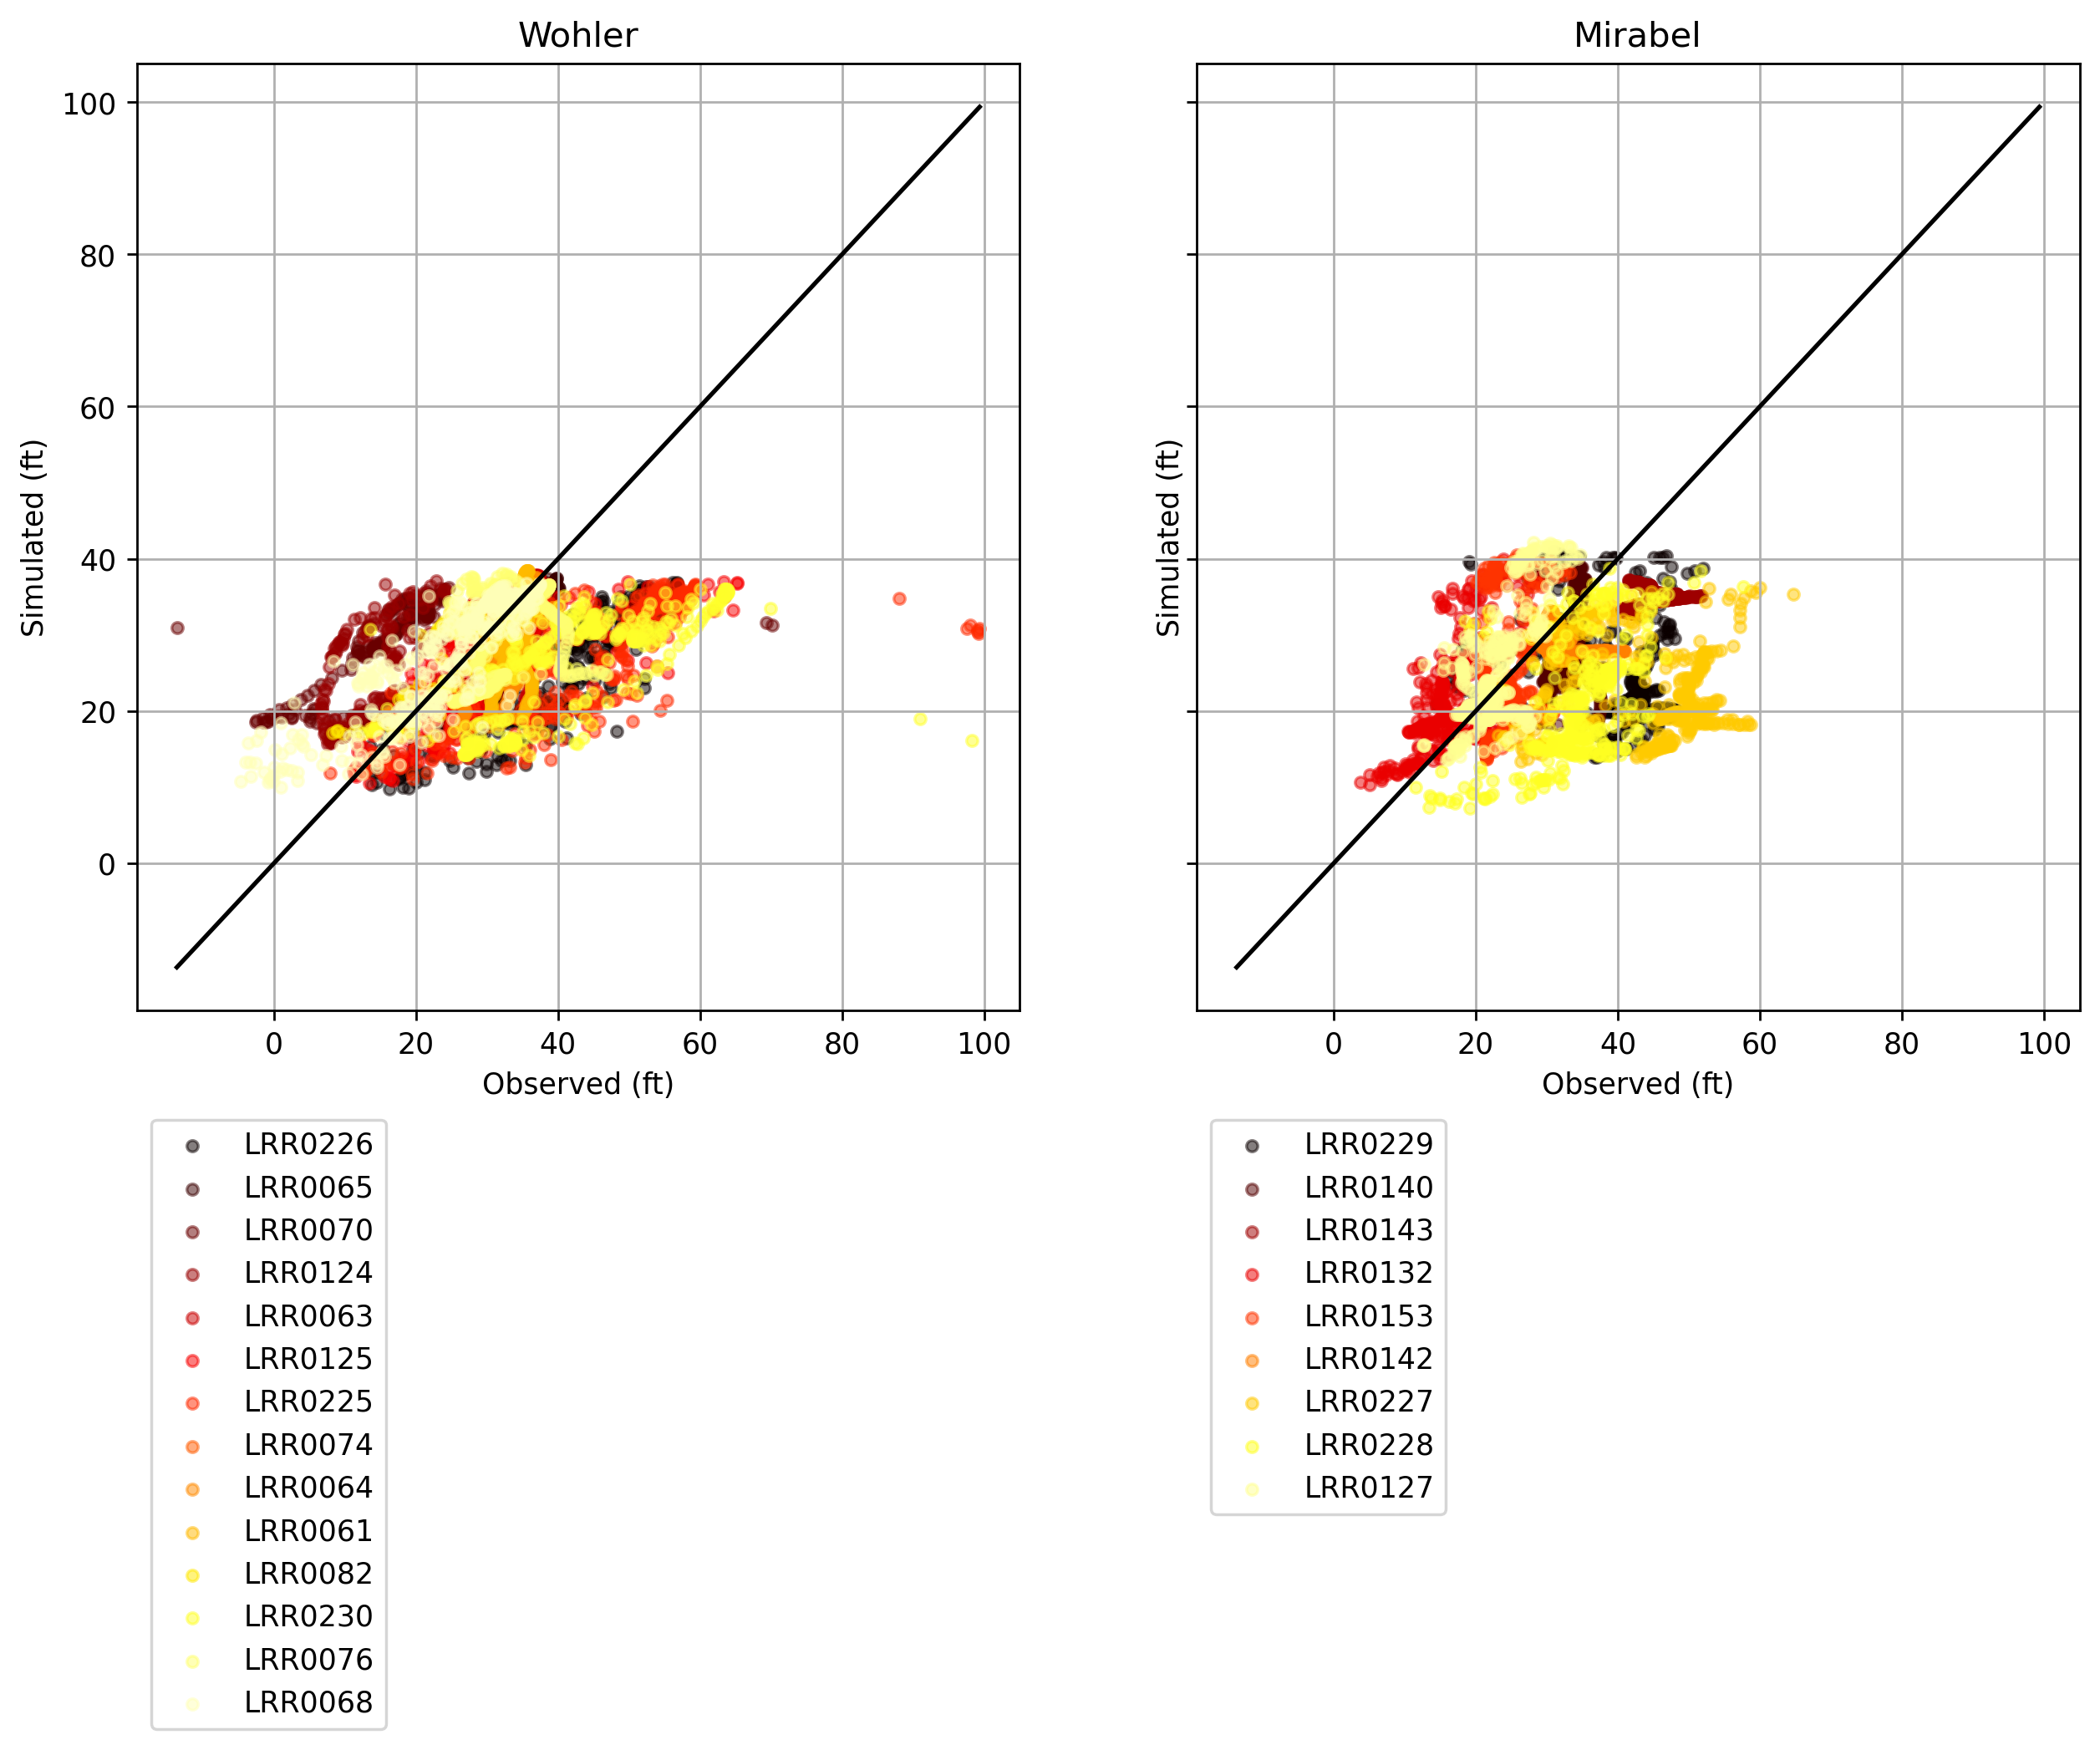 Wohler
100
80
60
40
20
0
Simulated (ft)
0 20 40 60 80 100
Observed (ft)
LRR0226
LRR0065
LRR0070
LRR0124
LRR0063
LRR0125
LRR0225
LRR0074
LRR0064
LRR0061
LRR0082
LRR0230
LRR0076
LRR0068
Mirabel
Simulated (ft)
0 20 40 60 80 100
Observed (ft)
LRR0229
LRR0140
LRR0143
LRR0132
LRR0153
LRR0142
LRR0227
LRR0228
LRR0127